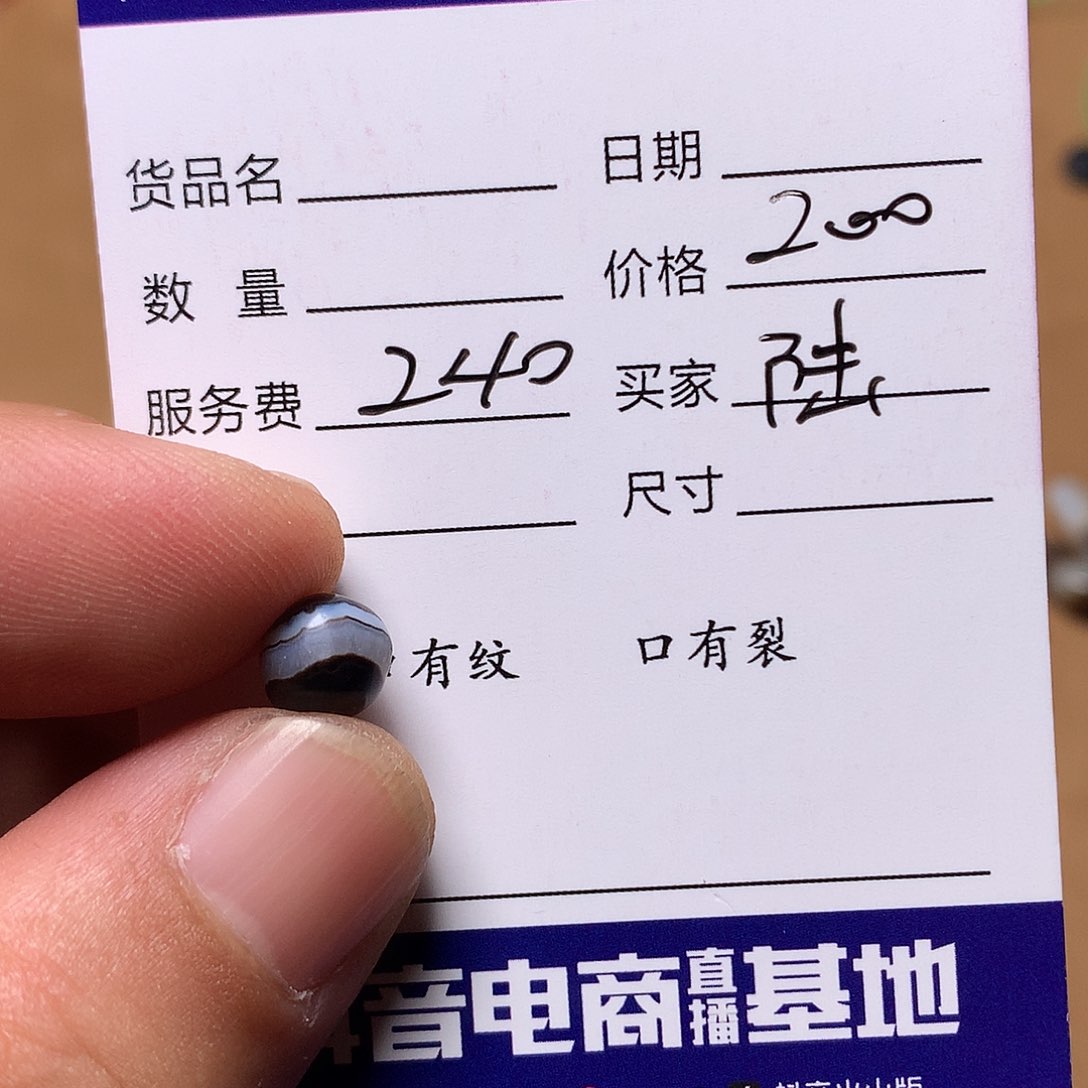 货品名 日期
数量 价格 200
服务费 240 买家 陆
尺寸
有纹 口有裂
音电商直播基地